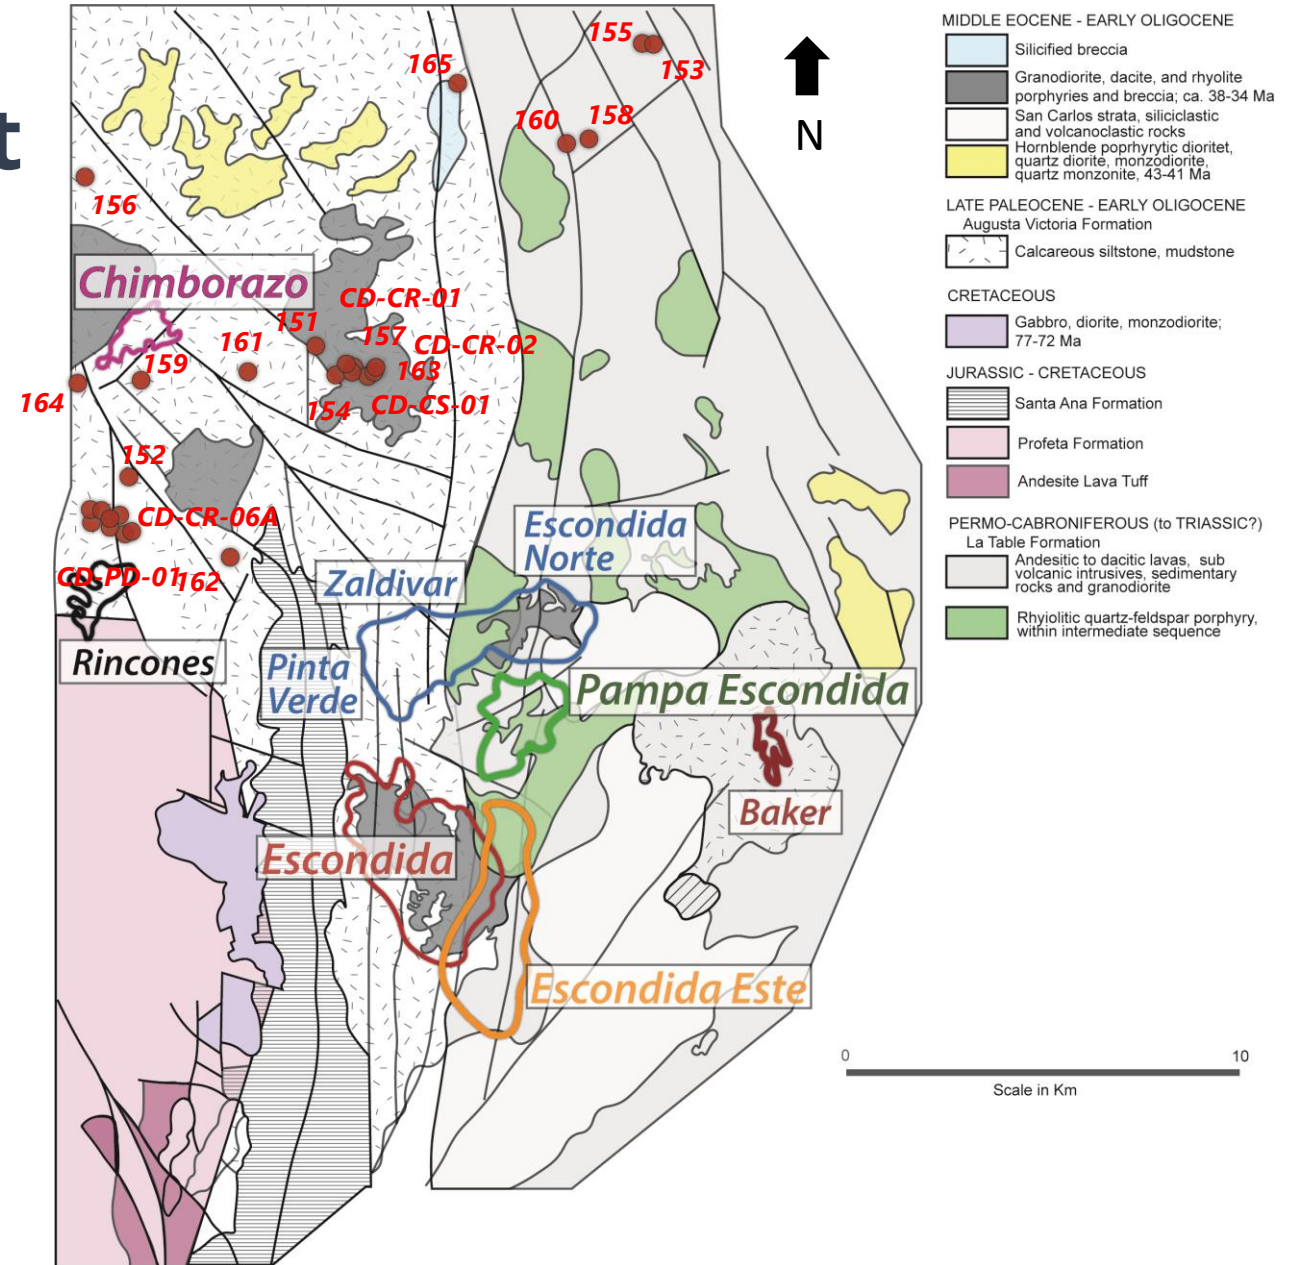 t
155
153
165
160
158
156
Chimborazo
CD-CR-01
151
157
CD-CR-02
161
159
163
164
154
CD-CS-01
152
CD-CR-06A
CD-PD-01
162
Rincones
Escondida
Norte
Zaldivar
Pinta
Verde
Pampa Escondida
Baker
Escondida
Escondida Este
N
MIDDLE EOCENE - EARLY OLIGOCENE
Silicified breccia
Granodiorite, dacite, and rhyolite
porphyries and breccia; ca. 38-34 Ma
San Carlos strata, siliciclastic
and volcanoclastic rocks
Hornblende poprhyrytic dioritet,
quartz diorite, monzodiorite,
quartz monzonite, 43-41 Ma
LATE PALEOCENE - EARLY OLIGOCENE
Augusta Victoria Formation
Calcareous siltstone, mudstone
CRETACEOUS
Gabbro, diorite, monzodiorite;
77-72 Ma
JURASSIC - CRETACEOUS
Santa Ana Formation
Profeta Formation
Andesite Lava Tuff
PERMO-CABRONIFEROUS (to TRIASSIC?)
La Table Formation
Andesitic to dacitic lavas, sub
volcanic intrusives, sedimentary
rocks and granodiorite
Rhyiolitic quartz-feldspar porphyry,
within intermediate sequence
0
10
Scale in Km